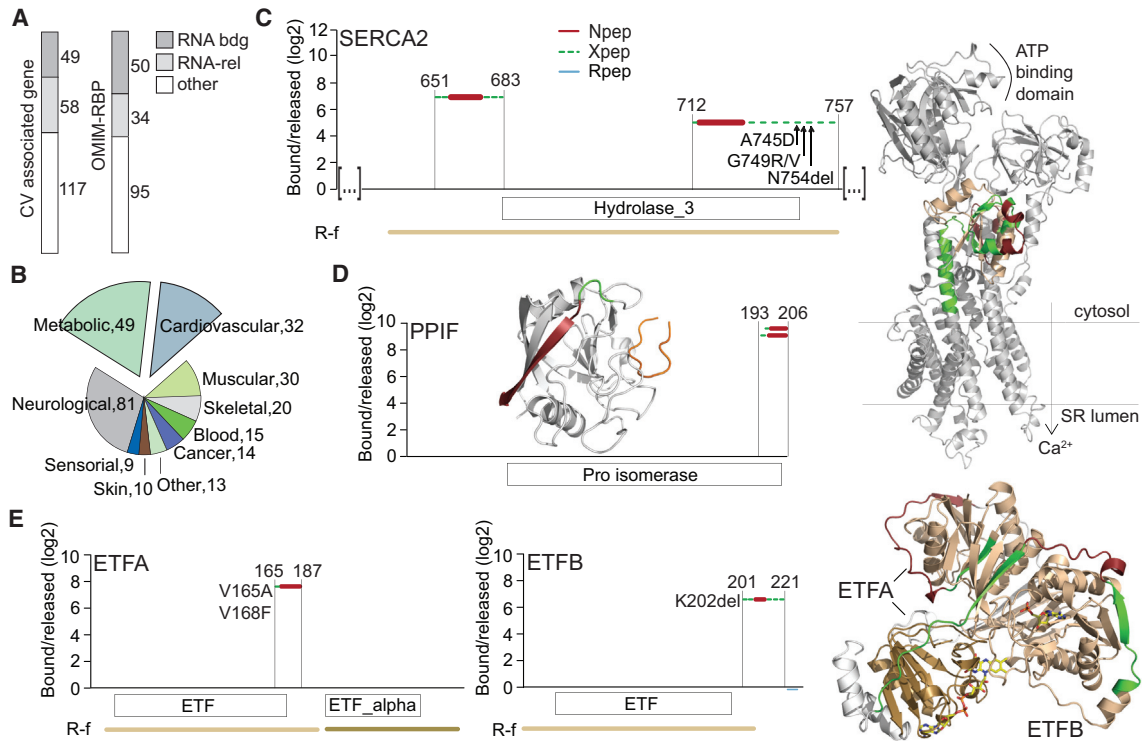 A
CV associated gene
49
58
117
OMIM-RBP
50
34
95
RNA bdg
RNA-rel
other
B
Metabolic,49
Cardiovascular,32
Muscular,30
Neurological,81
Skeletal,20
Blood,15
Cancer,14
Sensorial,9
Skin,10
Other,13
C
Bound/released (log2)
12
10
8
6
4
2
0
SERCA2
Npep
Xpep
Rpep
651
683
712
757
A745D
G749R/V
N754del
[...]
[...]
Hydrolase_3
R-f
ATP
binding
domain
cytosol
SR lumen
Ca²⁺
D
Bound/released (log2)
10
8
6
4
2
0
PPIF
193
206
Pro isomerase
E
Bound/released (log2)
10
8
6
4
2
0
ETFA
165
187
V165A
V168F
ETF
ETF_alpha
R-f
Bound/released (log2)
10
8
6
4
2
0
ETFB
201
221
K202del
ETF
R-f
ETFA
ETFB